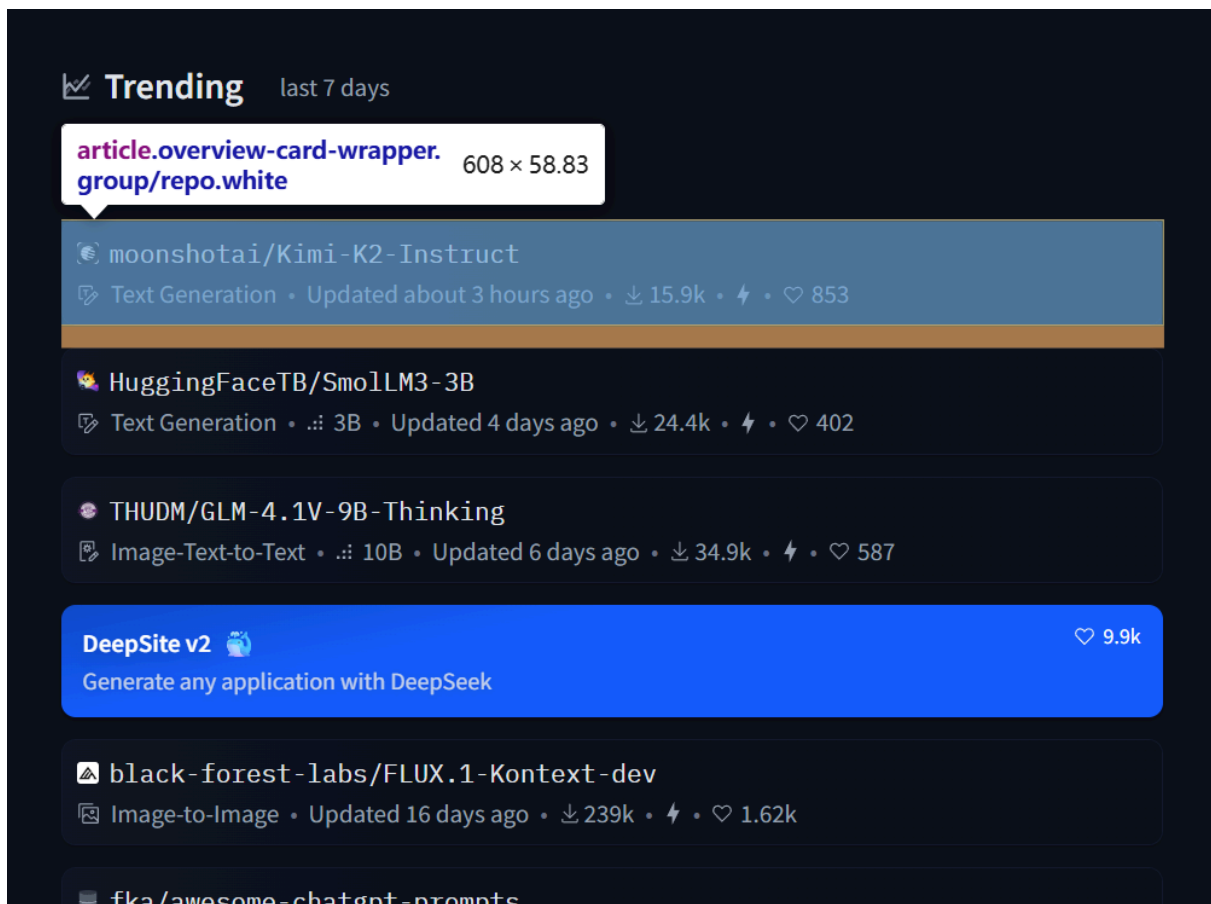 Trending last 7 days
article.overview-card-wrapper.
group/repo.white
608 × 58.83
moonshotai/Kimi-K2-Instruct
Text Generation • Updated about 3 hours ago • 15.9k • • 853
HuggingFaceTB/SmolLM3-3B
Text Generation • 3B • Updated 4 days ago • 24.4k • • 402
THUDM/GLM-4.1V-9B-Thinking
Image-Text-to-Text • 10B • Updated 6 days ago • 34.9k • • 587
DeepSite v2
9.9k
Generate any application with DeepSeek
black-forest-labs/FLUX.1-Kontext-dev
Image-to-Image • Updated 16 days ago • 239k • • 1.62k
fka/awesome-chatgpt-prompts